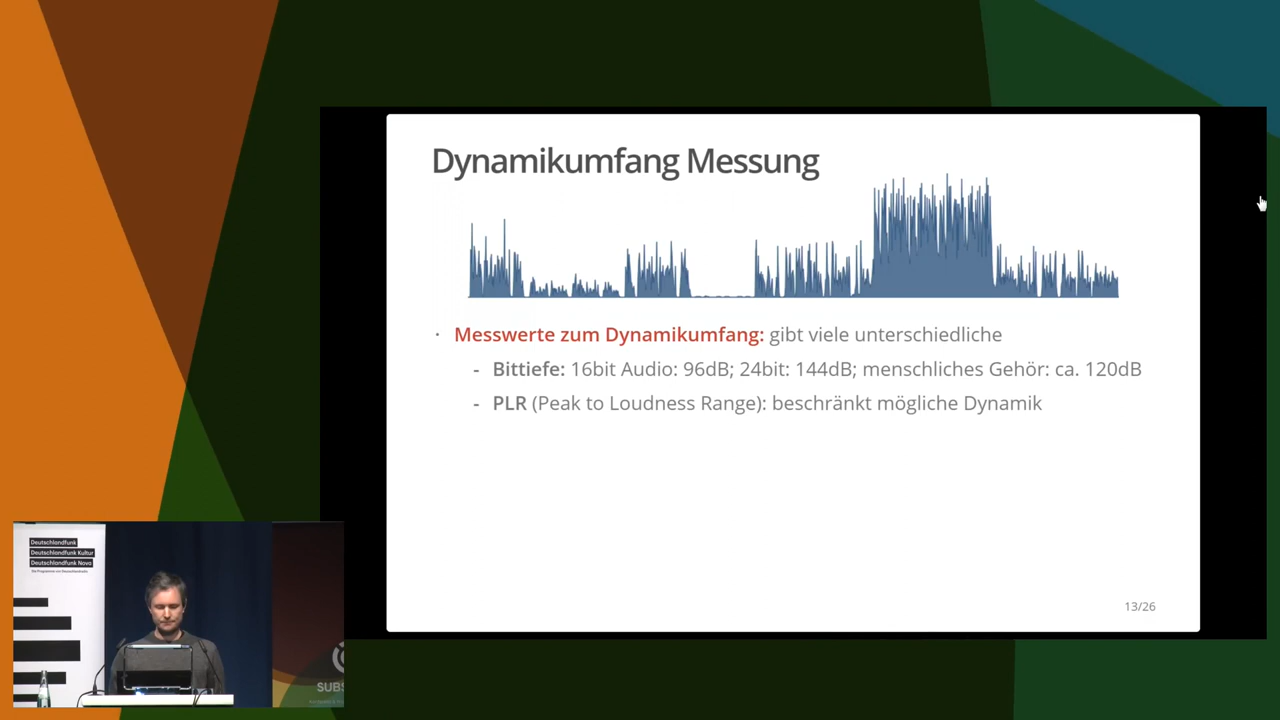 Dynamikumfang Messung
· Messwerte zum Dynamikumfang: gibt viele unterschiedliche
- Bittiefe: 16bit Audio: 96dB; 24bit: 144dB; menschliches Gehör: ca. 120dB
- PLR (Peak to Loudness Range): beschränkt mögliche Dynamik
13/26
Deutschlandfunk
Deutschlandfunk Kultur
Deutschlandfunk Nova
SUBS